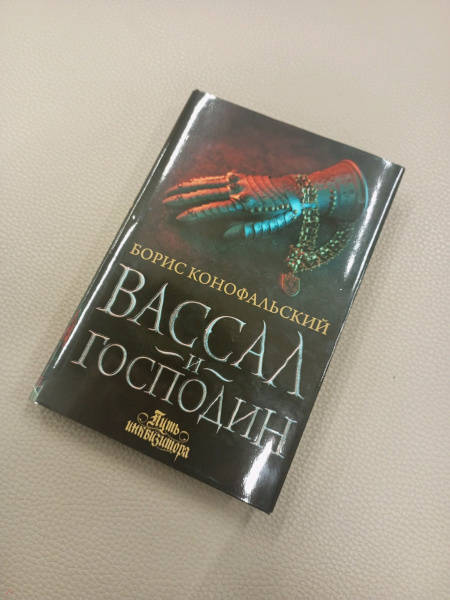 БОРИС КОНОФАЛЬСКИЙ
ВАССАЛ
И
ГОСПОДИН
Путь
инквизитора